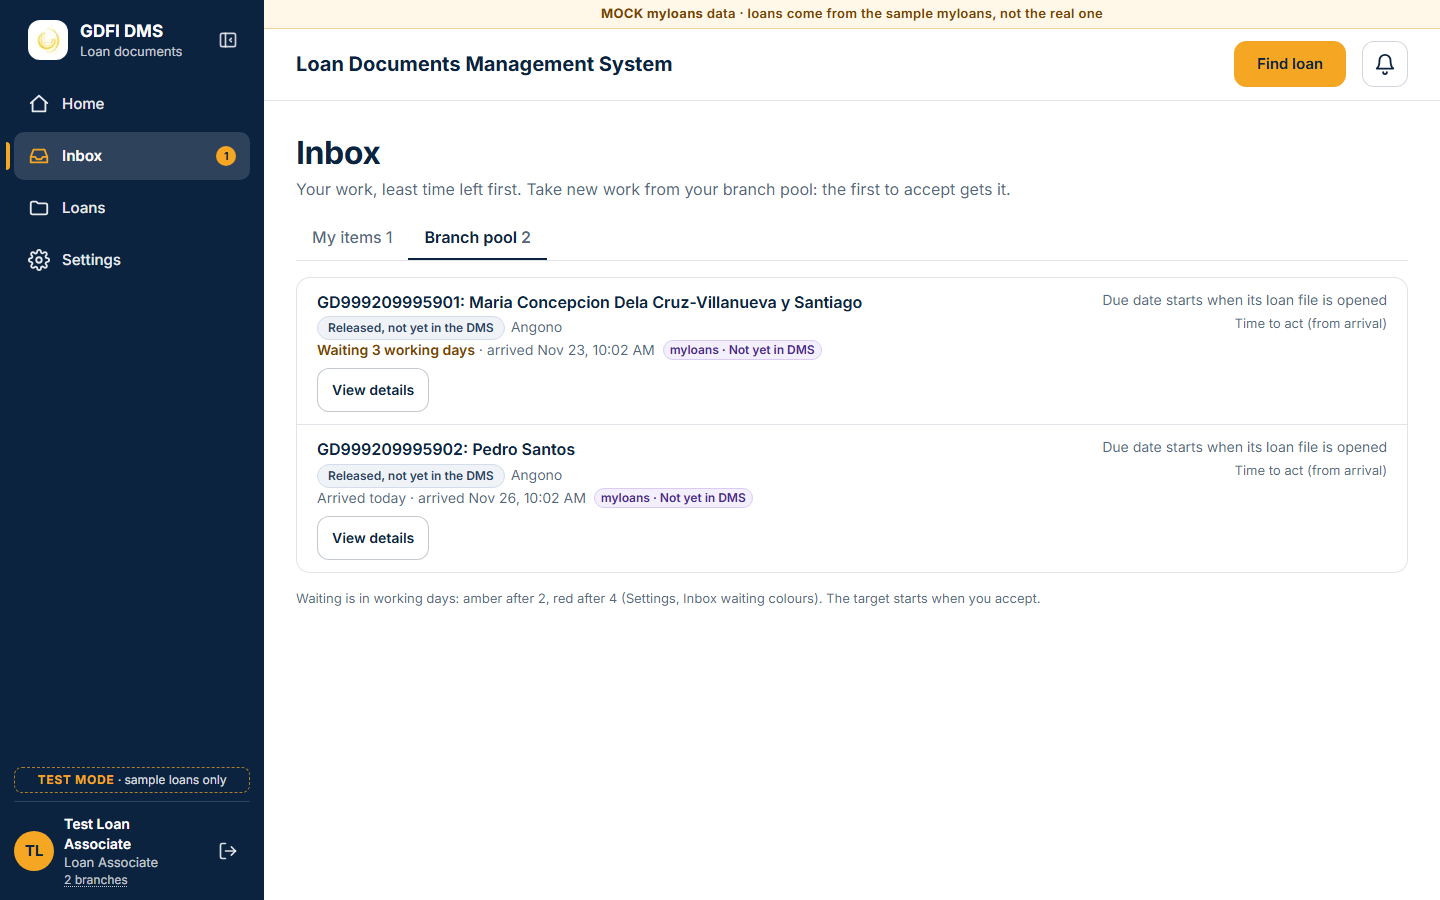 GDFI DMS
Loan documents
Home
Inbox 1
Loans
Settings
TEST MODE · sample loans only
TL
Test Loan Associate
Loan Associate
2 branches
MOCK myloans data · loans come from the sample myloans, not the real one
Loan Documents Management System
Find loan
Inbox
Your work, least time left first. Take new work from your branch pool: the first to accept gets it.
My items 1 Branch pool 2
GD999209995901: Maria Concepcion Dela Cruz-Villanueva y Santiago
Due date starts when its loan file is opened
Released, not yet in the DMS Angono
Time to act (from arrival)
Waiting 3 working days · arrived Nov 23, 10:02 AM myloans · Not yet in DMS
View details
GD999209995902: Pedro Santos
Due date starts when its loan file is opened
Released, not yet in the DMS Angono
Time to act (from arrival)
Arrived today · arrived Nov 26, 10:02 AM myloans · Not yet in DMS
View details
Waiting is in working days: amber after 2, red after 4 (Settings, Inbox waiting colours). The target starts when you accept.